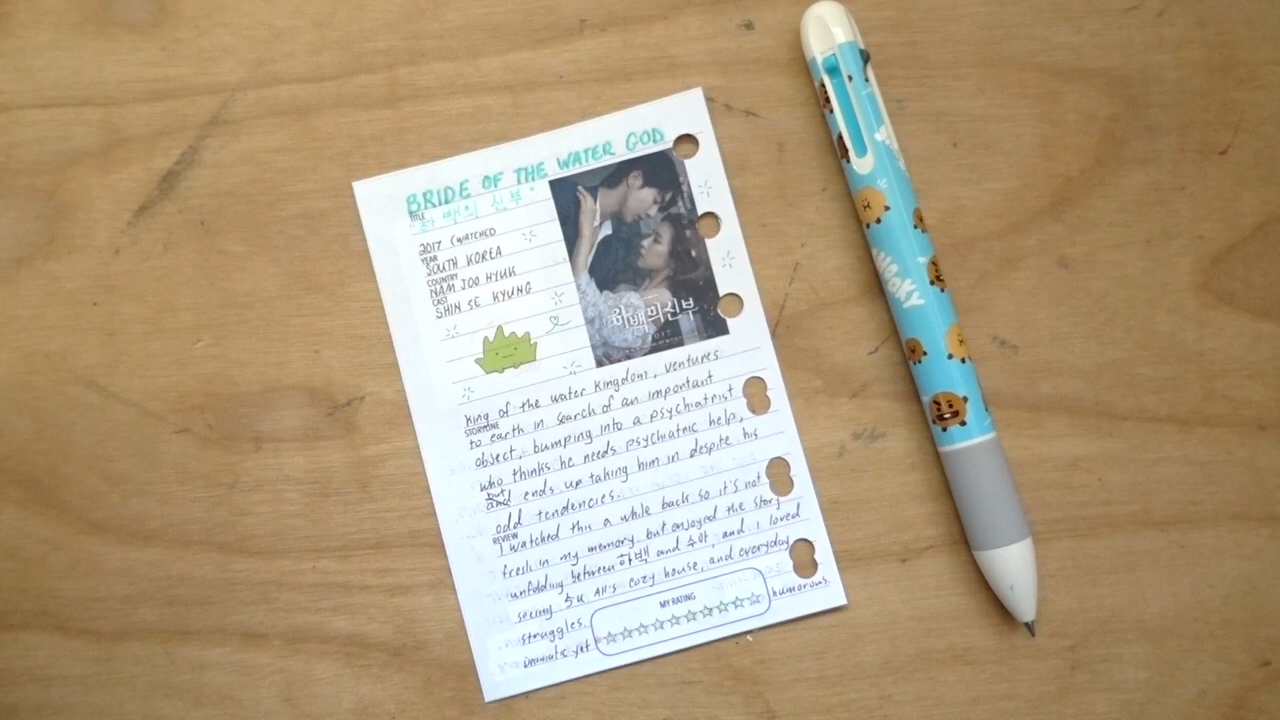 BRIDE OF THE WATER GOD
TITLE
"하백의 신부"
2017 (WATCHED
YEAR
SOUTH KOREA
COUNTRY
NAM JOO HYUK
CAST
SHIN SE KYUNG
하백의신부
2017
King of the water kingdom, ventures
STORYLINE
to earth in search of an important
object, bumping into a psychiatrist
who thinks he needs psychiatric help,
but
and ends up taking him in despite his
odd tendencies.
REVIEW
I watched this a while back so it's not
fresh in my memory but enjoyed the story
unfolding between 하백 and 수아, and I loved
seeing Su Ah's cozy house, and everyday
struggles.
MY RATING
Dramatic yet humorous.
SHOOKY